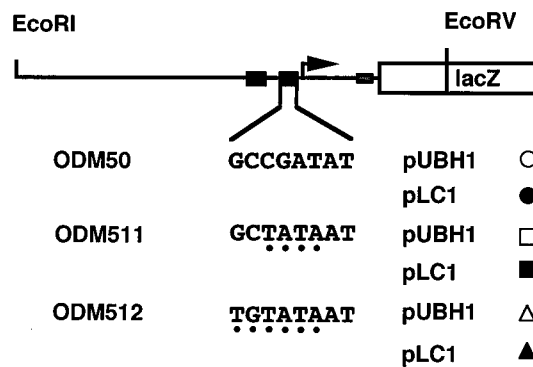 EcoRI
EcoRV
lacZ
ODM50 GCCGATAT pUBH1
pLC1
ODM511 GCTATAAT pUBH1
pLC1
ODM512 TGTATAAT pUBH1
pLC1